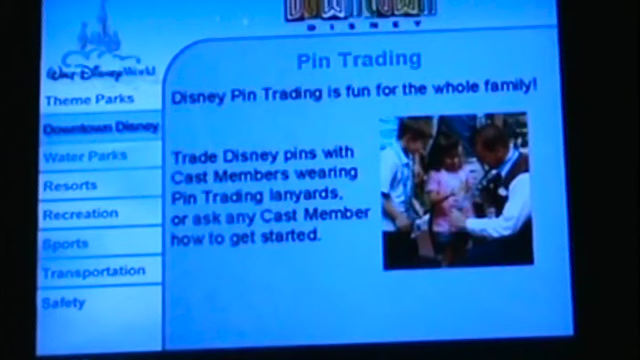 DOWNTOWN
DISNEY
Walt Disney World
Theme Parks
Downtown Disney
Water Parks
Resorts
Recreation
Sports
Transportation
Safety
Pin Trading
Disney Pin Trading is fun for the whole family!
Trade Disney pins with
Cast Members wearing
Pin Trading lanyards,
or ask any Cast Member
how to get started.